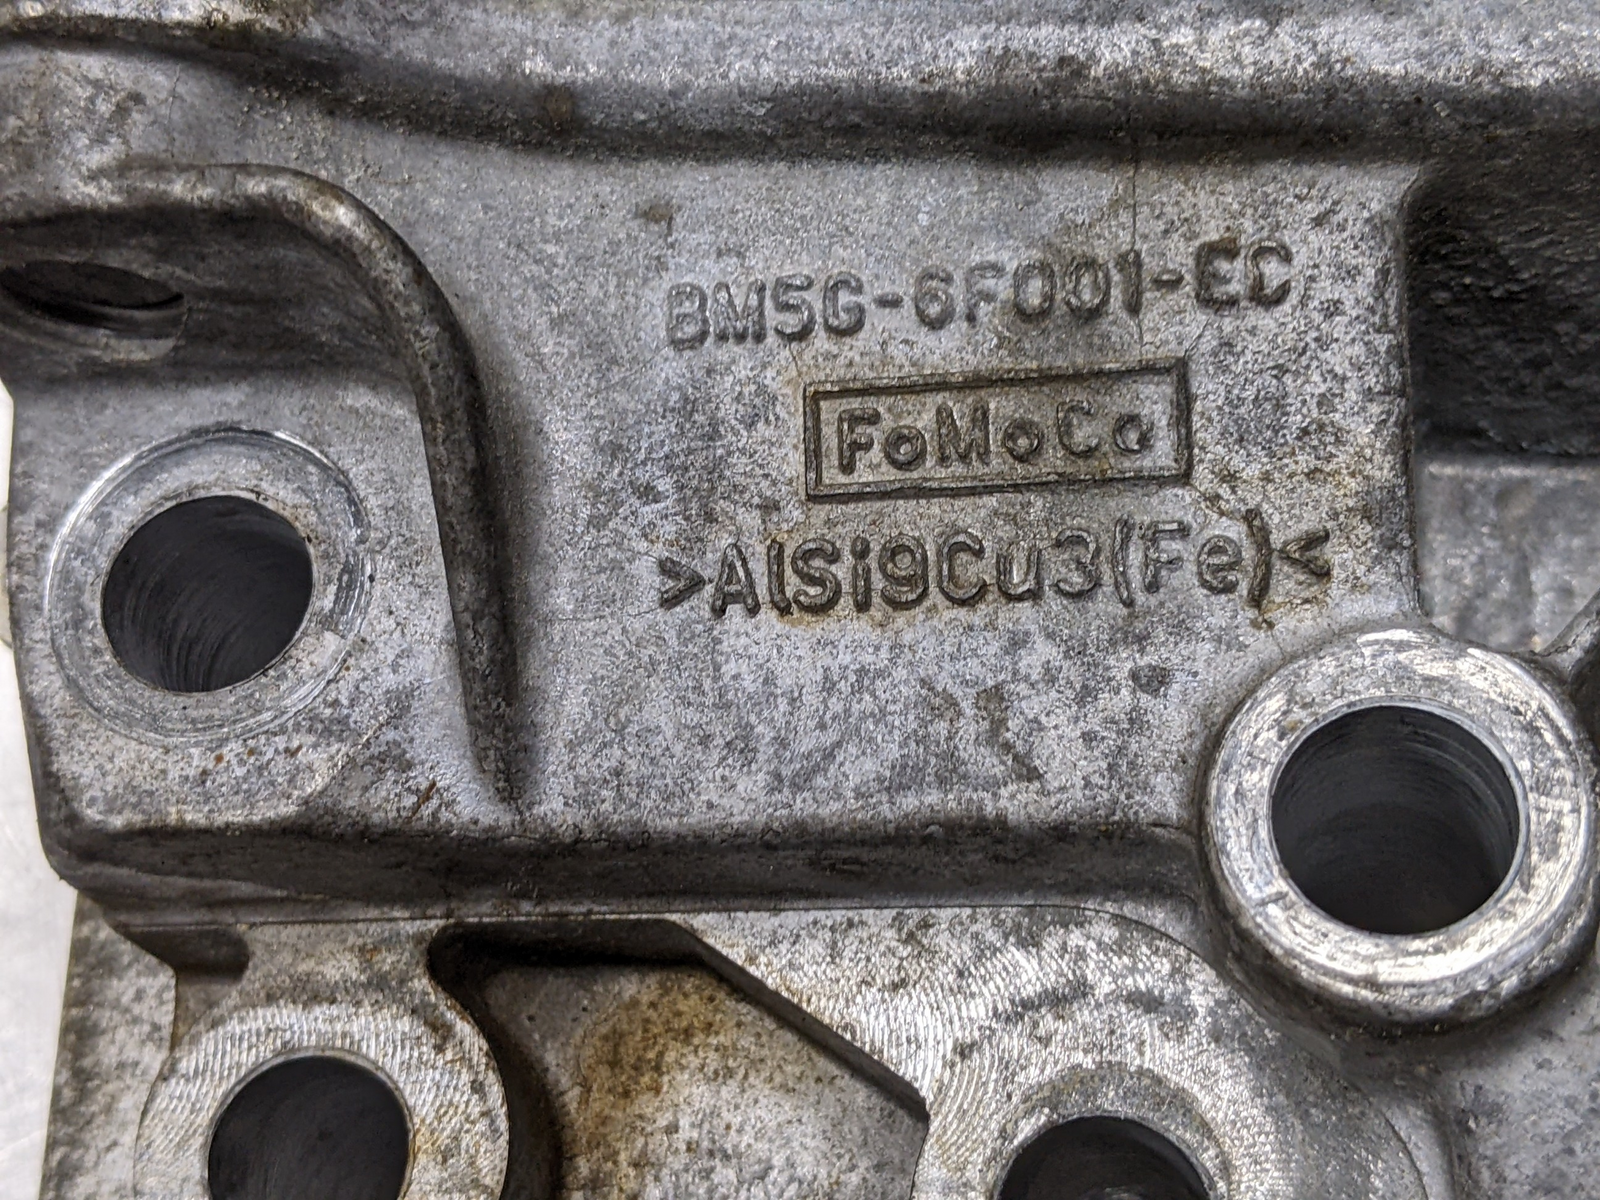 BM5G-6F001-EC
FoMoCo
>AlSi9Cu3(Fe)<